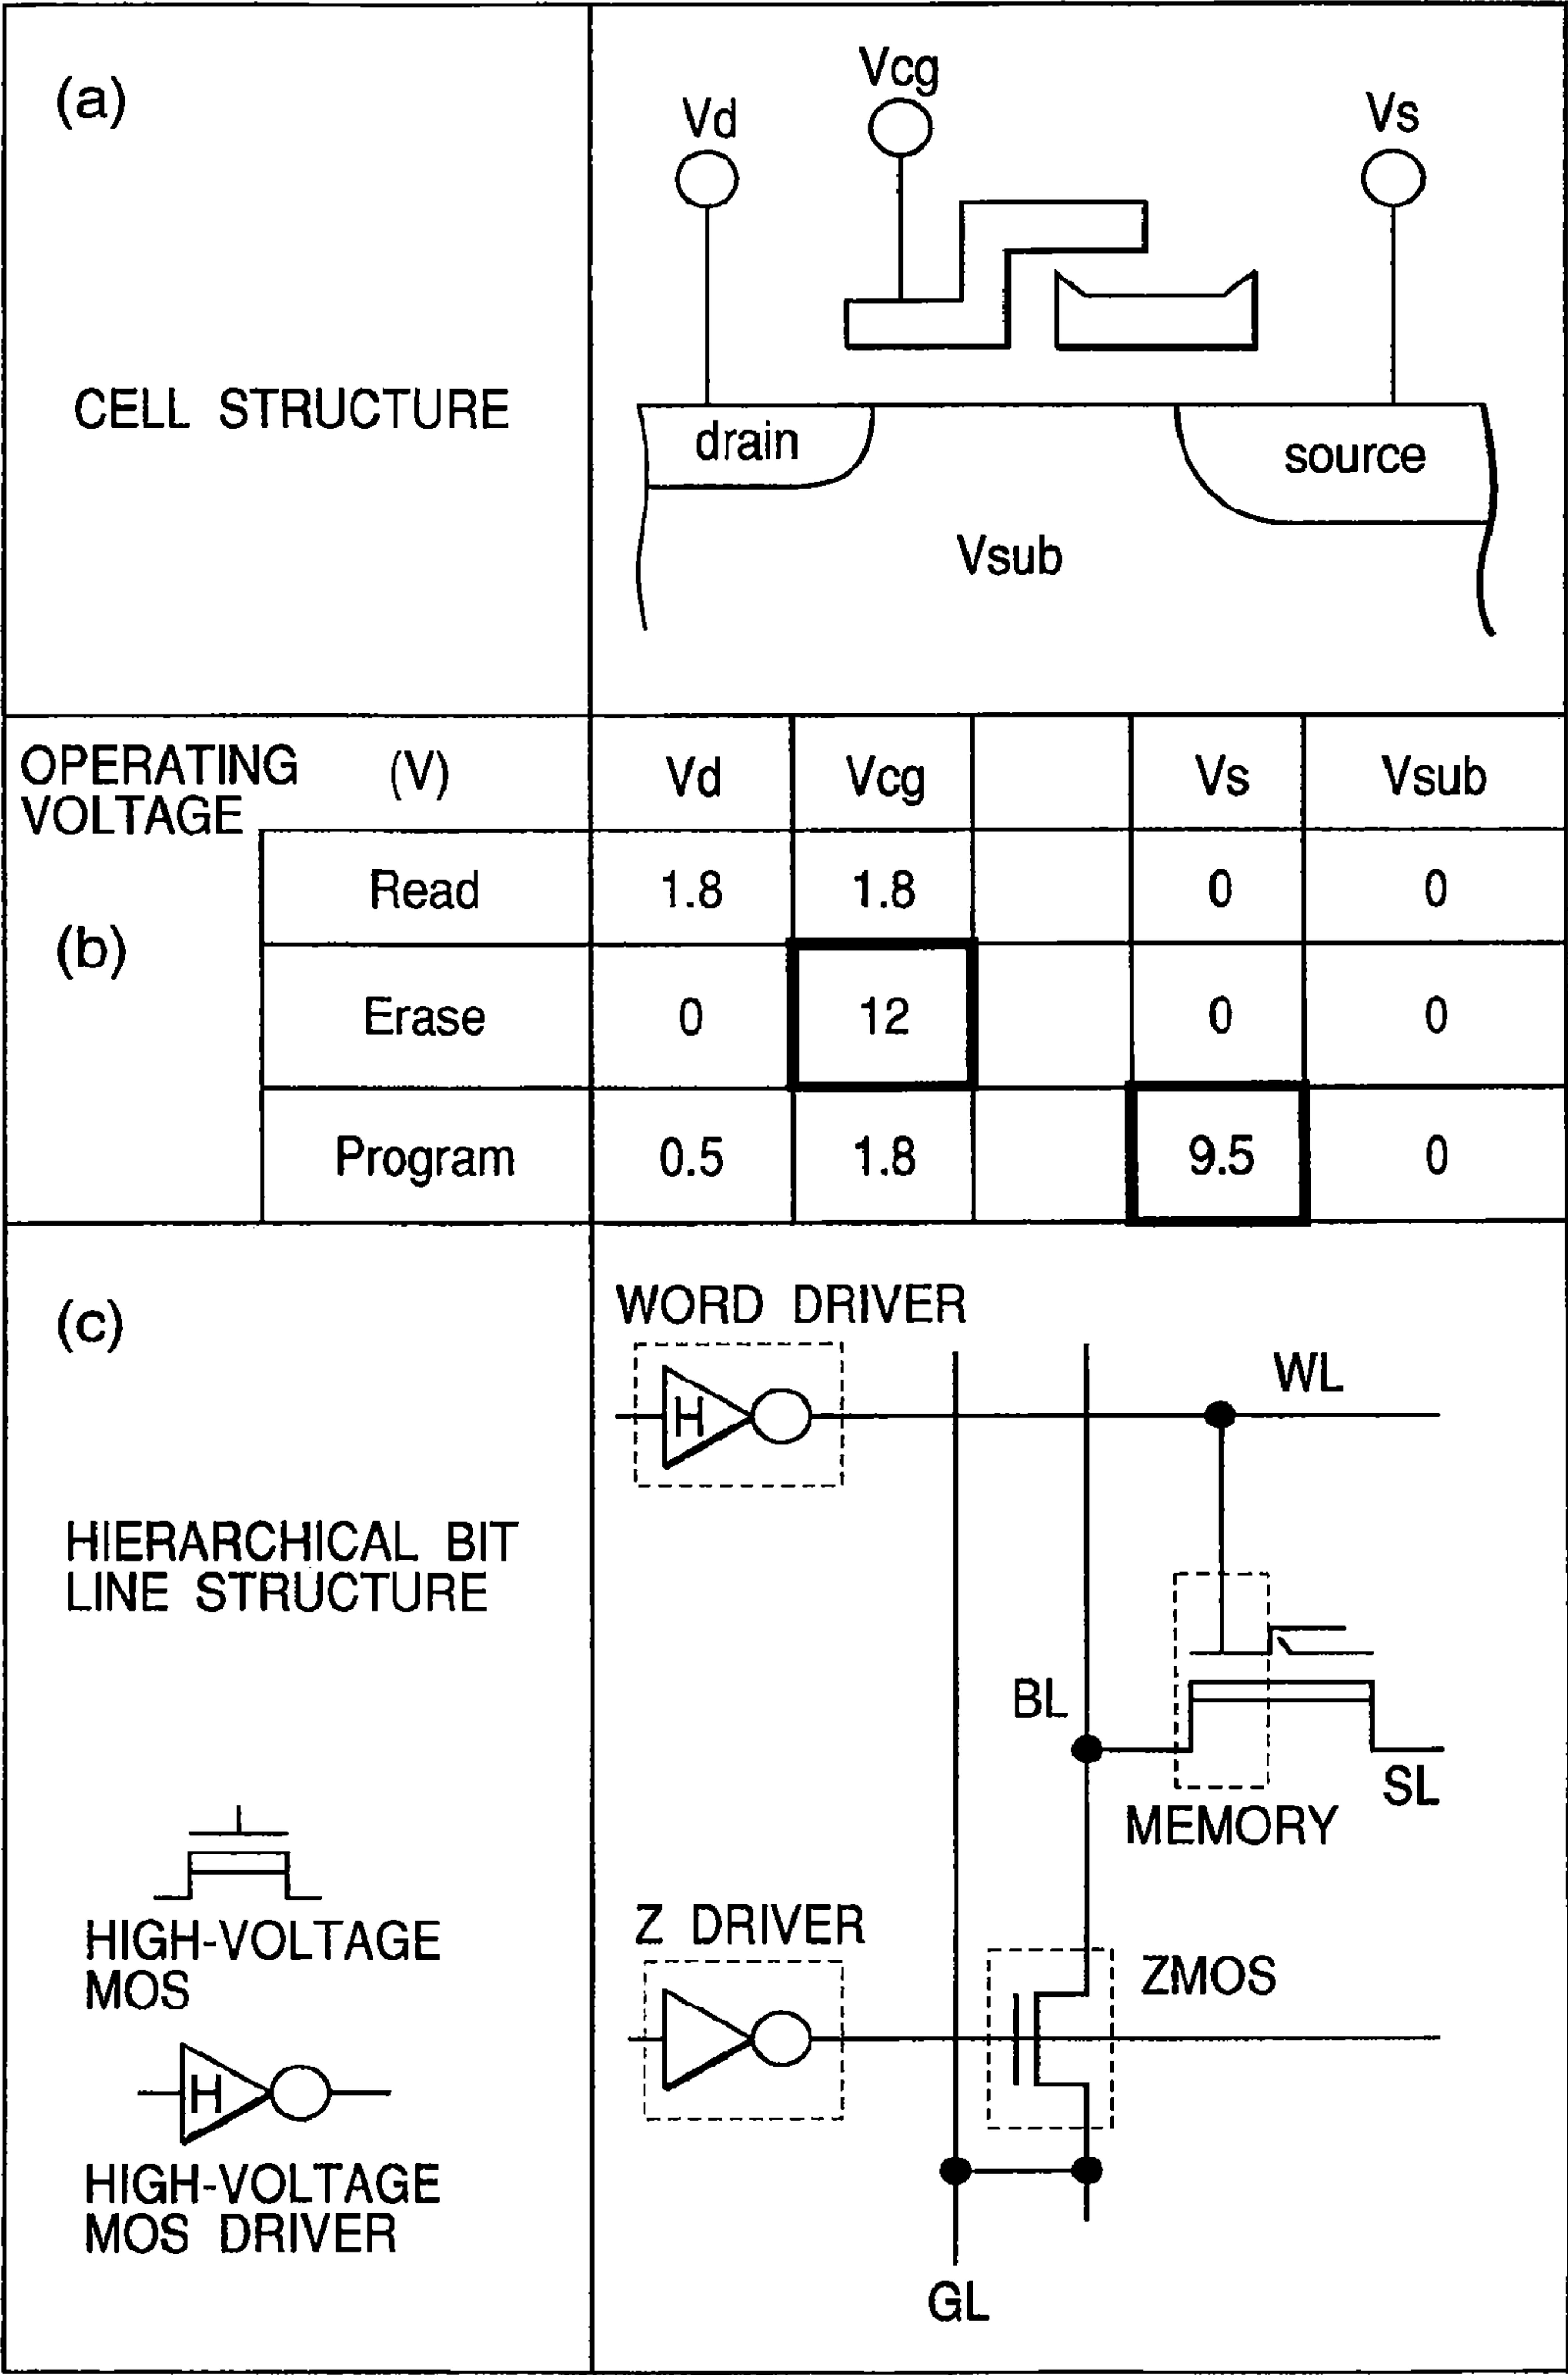 (a)
CELL STRUCTURE
Vd
Vcg
Vs
drain
source
Vsub
OPERATING VOLTAGE (V) Vd Vcg Vs Vsub
Read 1.8 1.8 0 0
(b)
Erase 0 12 0 0
Program 0.5 1.8 9.5 0
(c)
HIERARCHICAL BIT
LINE STRUCTURE
HIGH-VOLTAGE
MOS
H
HIGH-VOLTAGE
MOS DRIVER
WORD DRIVER
H
WL
BL
SL
MEMORY
Z DRIVER
ZMOS
GL